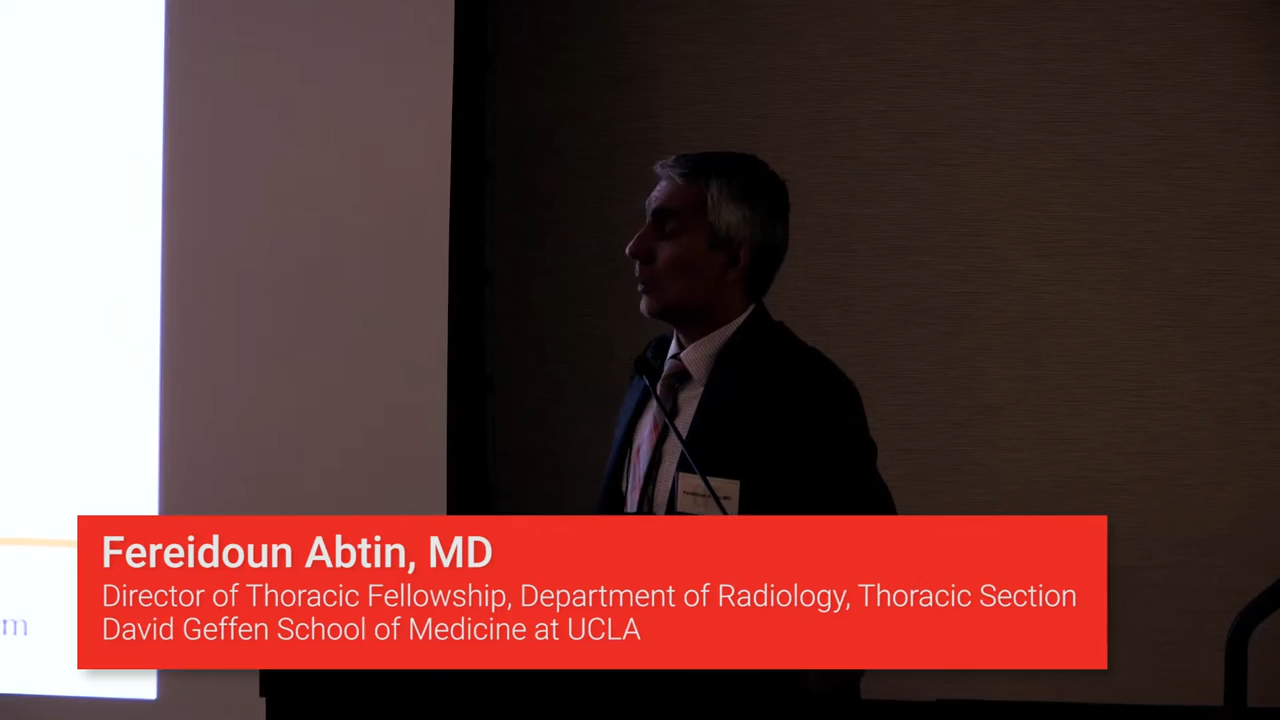 Fereidoun Abtin, MD
Director of Thoracic Fellowship, Department of Radiology, Thoracic Section
David Geffen School of Medicine at UCLA